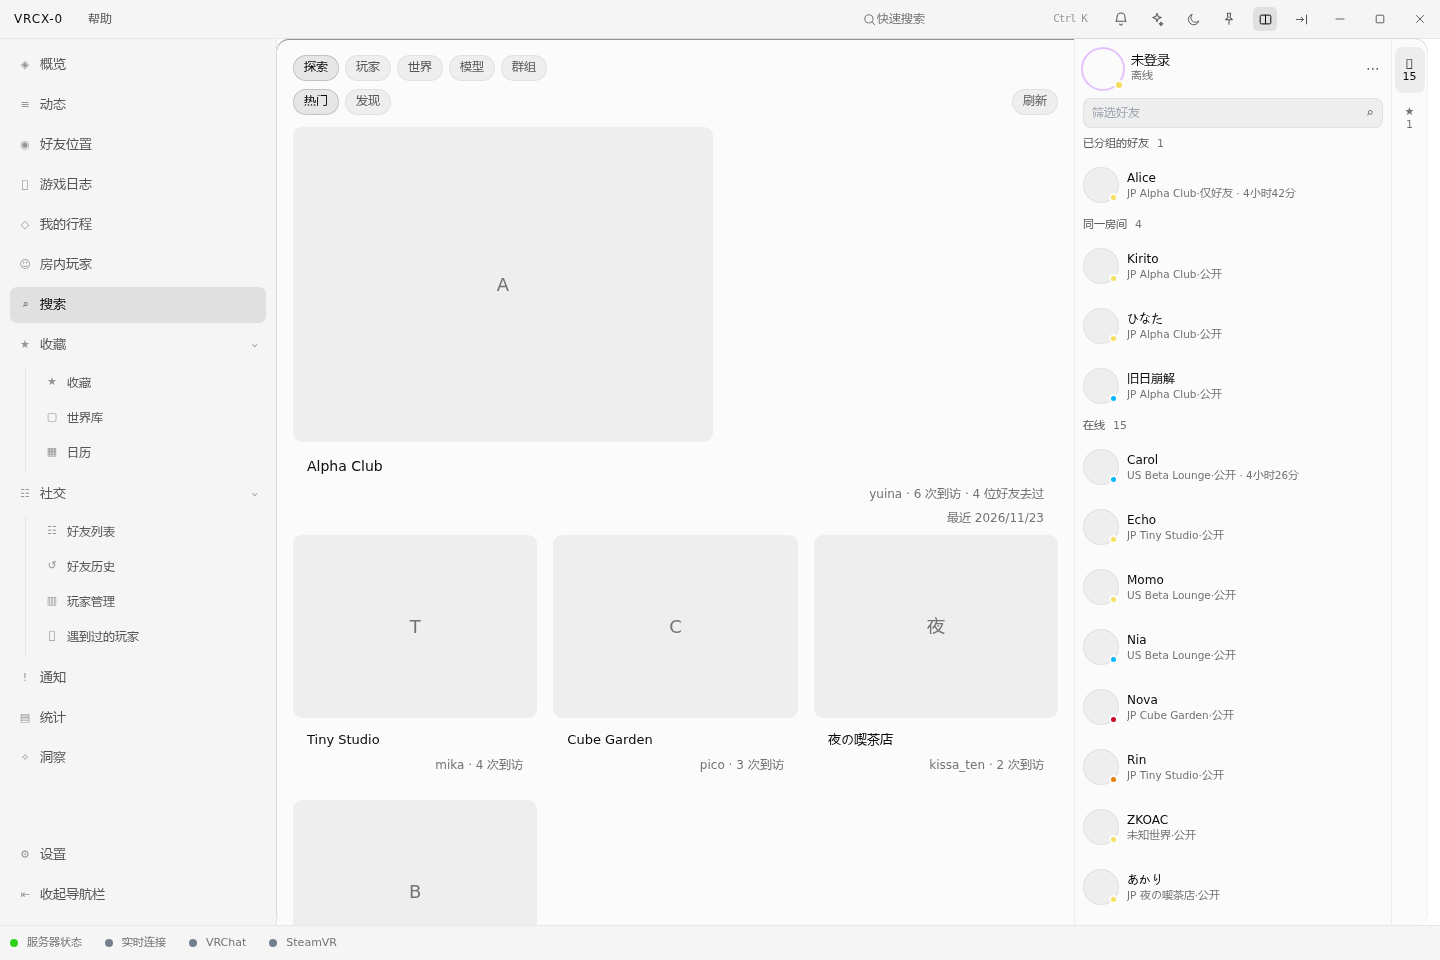 VRCX-0
帮助
快速搜索
Ctrl K
概览
动态
好友位置
游戏日志
我的行程
房内玩家
搜索
收藏
收藏
世界库
日历
社交
好友列表
好友历史
玩家管理
遇到过的玩家
通知
统计
洞察
设置
收起导航栏
探索
玩家
世界
模型
群组
热门
发现
刷新
A
Alpha Club
yuina · 6 次到访 · 4 位好友去过
最近 2026/11/23
T
Tiny Studio
mika · 4 次到访
C
Cube Garden
pico · 3 次到访
夜
夜の喫茶店
kissa_ten · 2 次到访
B
未登录
离线
筛选好友
已分组的好友 1
Alice
JP Alpha Club·仅好友 · 4小时42分
同一房间 4
Kirito
JP Alpha Club·公开
ひなた
JP Alpha Club·公开
旧日崩解
JP Alpha Club·公开
在线 15
Carol
US Beta Lounge·公开 · 4小时26分
Echo
JP Tiny Studio·公开
Momo
US Beta Lounge·公开
Nia
US Beta Lounge·公开
Nova
JP Cube Garden·公开
Rin
JP Tiny Studio·公开
ZKOAC
未知世界·公开
あかり
JP 夜の喫茶店·公开
15
1
服务器状态
实时连接
VRChat
SteamVR